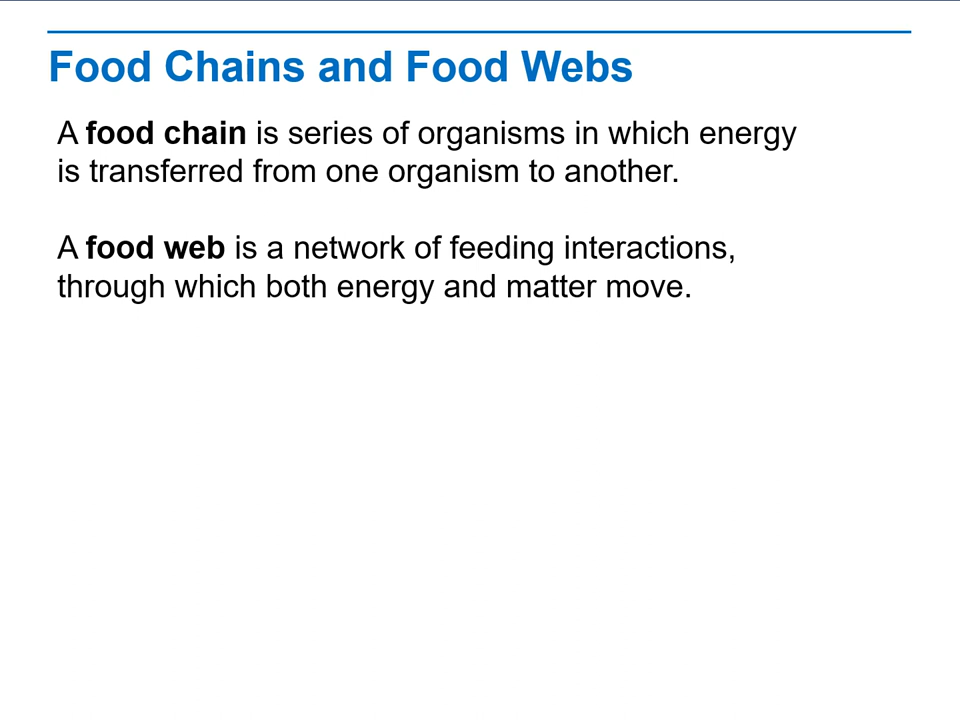 Food Chains and Food Webs
A food chain is series of organisms in which energy
is transferred from one organism to another.
A food web is a network of feeding interactions,
through which both energy and matter move.